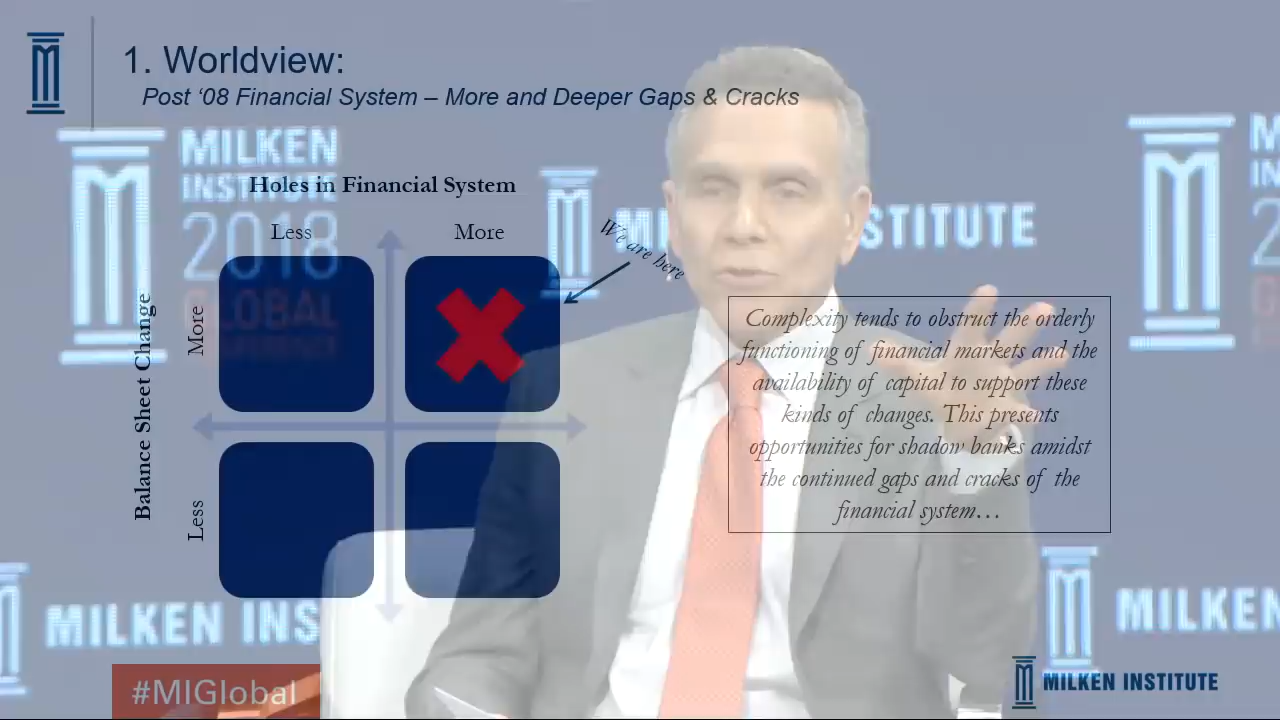 1. Worldview:
Post ‘08 Financial System – More and Deeper Gaps & Cracks
MILKEN
INSTITUTE
2018
GLOBAL
CONFERENCE
Holes in Financial System
Less
More
We are here
INSTITUTE
Balance Sheet Change
More
Less
Complexity tends to obstruct the orderly
functioning of financial markets and the
availability of capital to support these
kinds of changes. This presents
opportunities for shadow banks amidst
the continued gaps and cracks of the
financial system…
MILKEN INS
MILKEN
#MIGlobal
MILKEN INSTITUTE